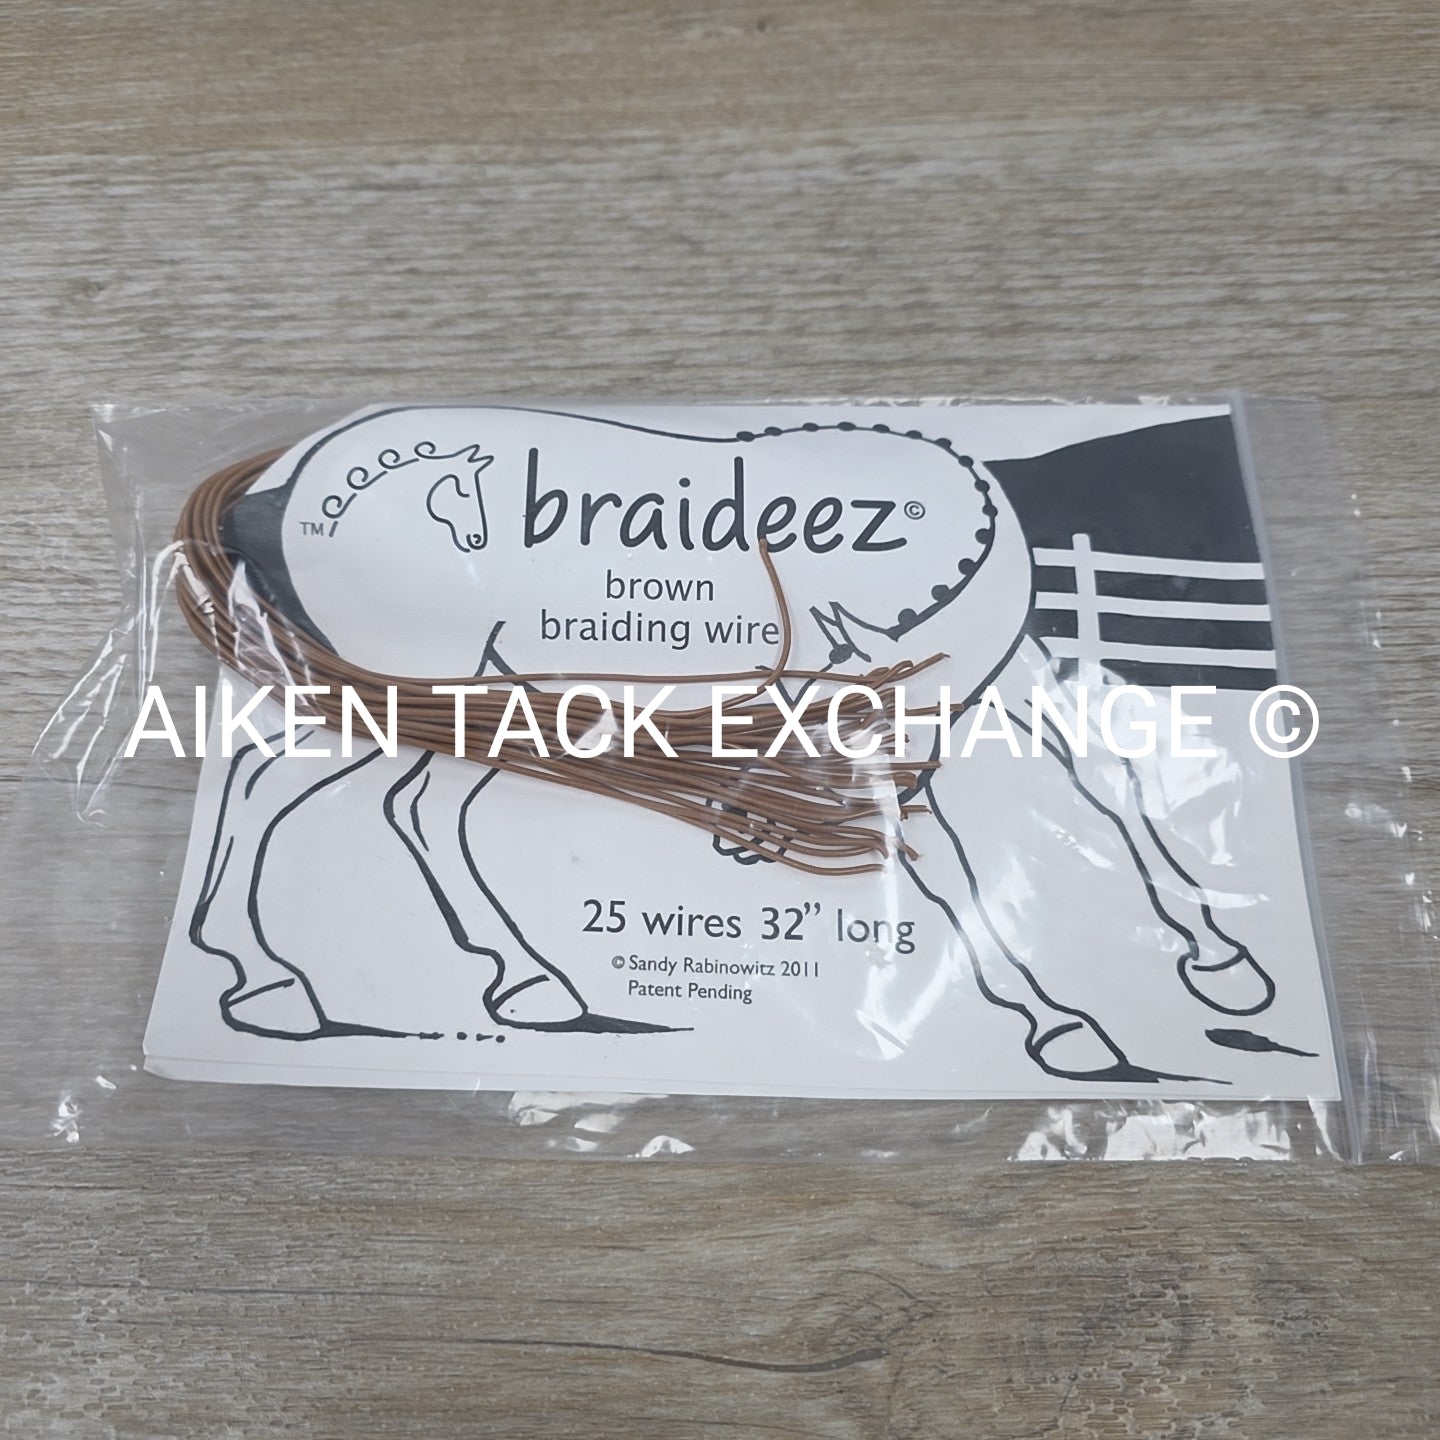 TM
braideez©
brown
braiding wire
AIKEN TACK EXCHANGE ©
25 wires 32” long
© Sandy Rabinowitz 2011
Patent Pending